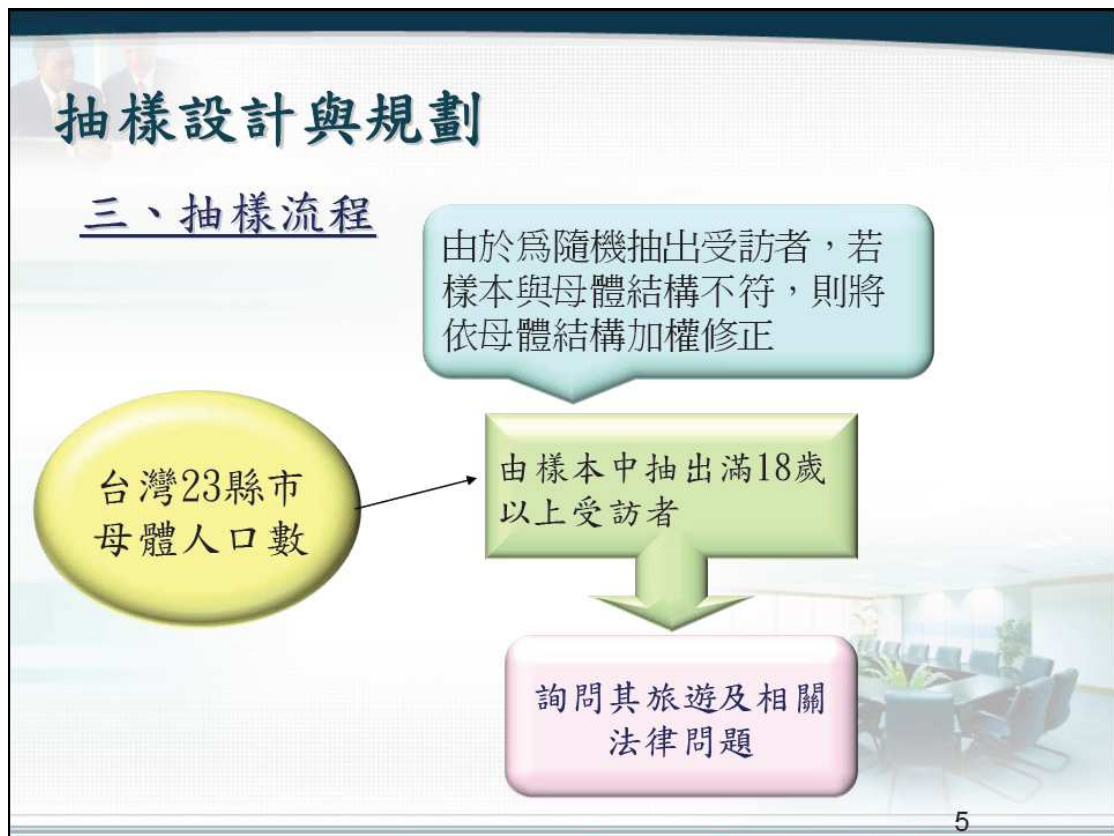 抽樣設計與規劃
三、抽樣流程
由於為隨機抽出受訪者，若
樣本與母體結構不符，則將
依母體結構加權修正
台灣23縣市
母體人口數
由樣本中抽出滿18歲
以上受訪者
詢問其旅遊及相關
法律問題
5